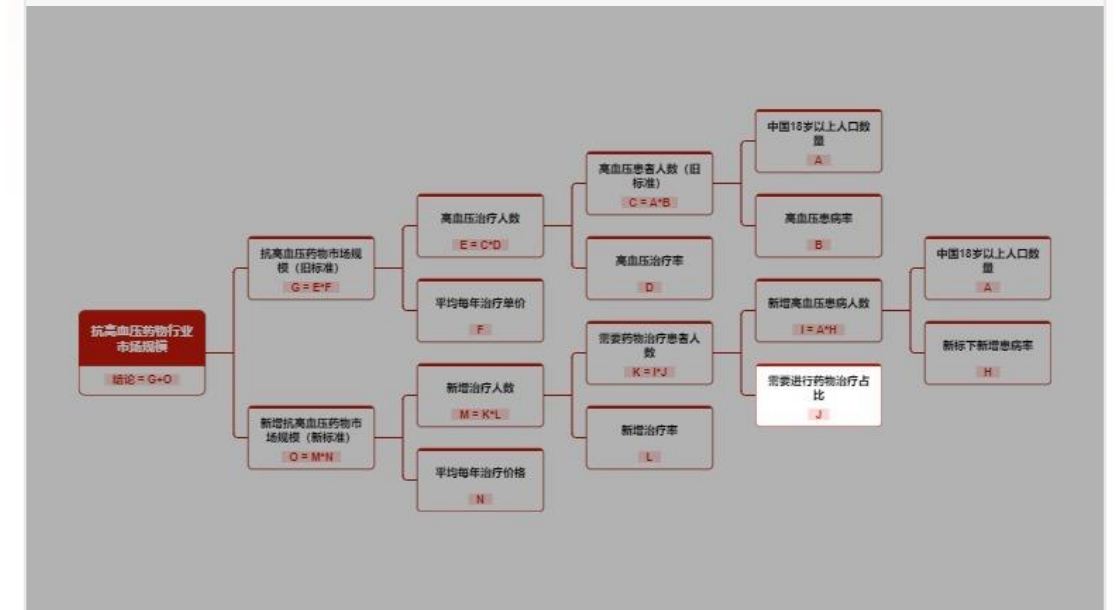 中国18岁以上人口数
量
A
高血压患者人数（旧
标准）
C = A*B
高血压治疗人数
E = C*D
高血压患病率
B
抗高血压药物市场规
模（旧标准）
G = E*F
高血压治疗率
D
中国18岁以上人口数
量
A
平均每年治疗单价
F
新增高血压患病人数
I = A*H
抗高血压药物行业
市场规模
结论 = G+O
需要药物治疗患者人
数
K = I*J
新标下新增患病率
H
新增治疗人数
M = K*L
需要进行药物治疗占
比
J
新增抗高血压药物市
场规模（新标准）
O = M*N
新增治疗率
L
平均每年治疗价格
N